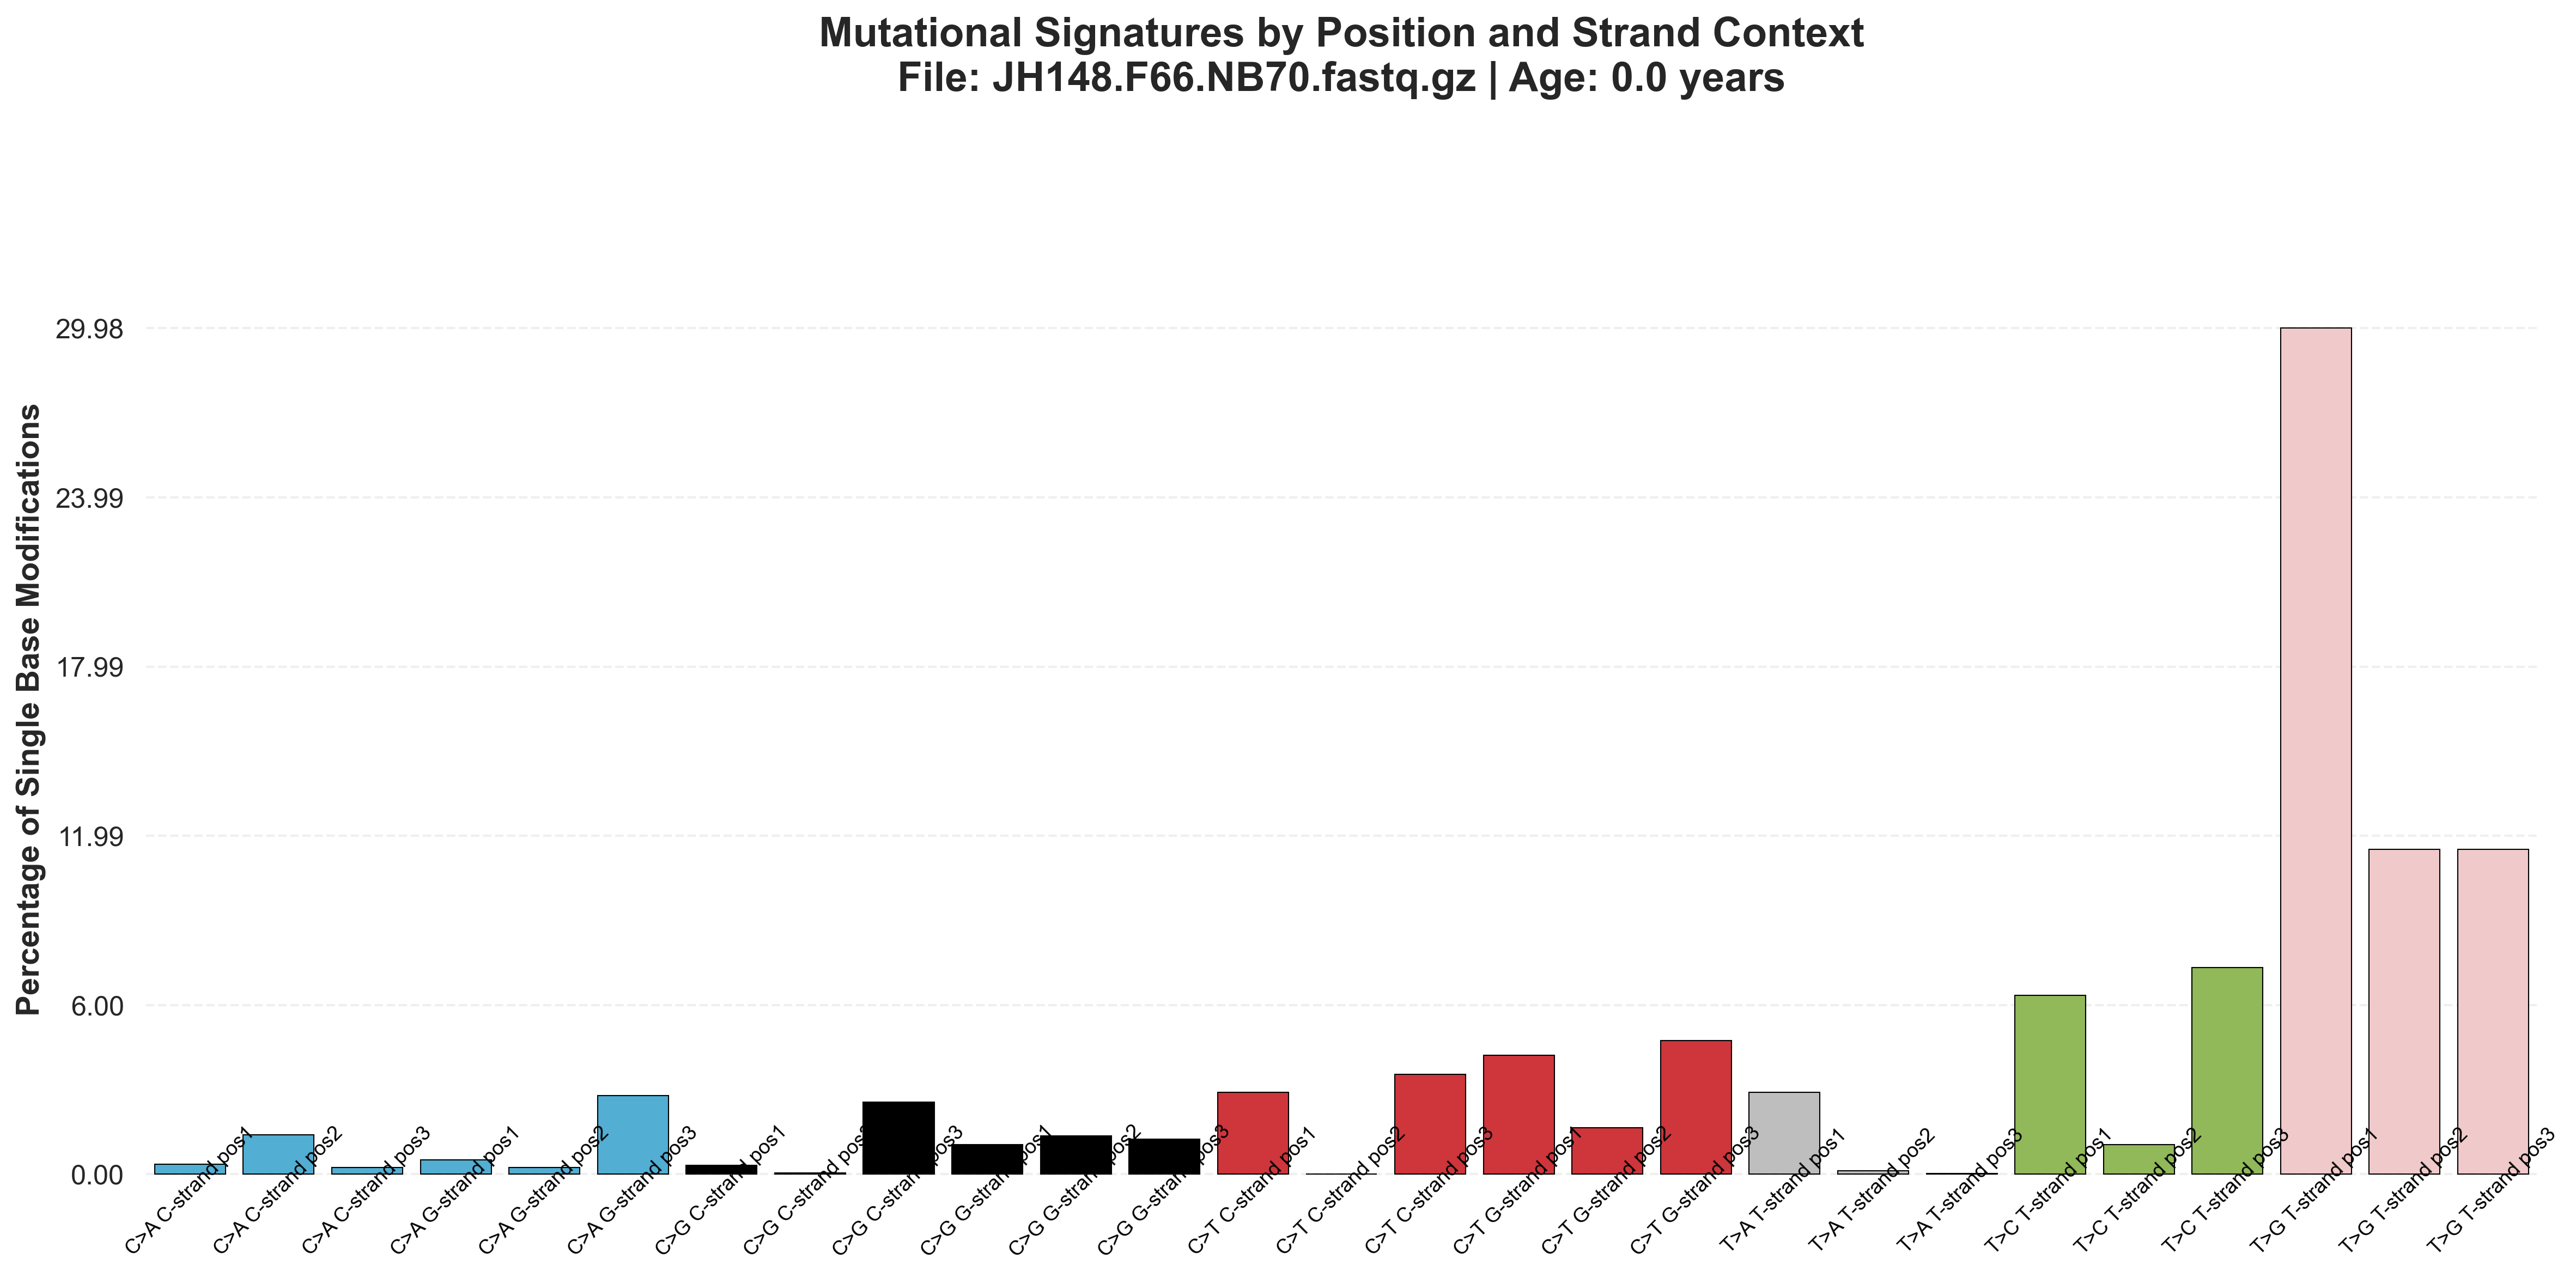 Mutational Signatures by Position and Strand Context
File: JH148.F66.NB70.fastq.gz | Age: 0.0 years
Percentage of Single Base Modifications
29.98
23.99
17.99
11.99
6.00
0.00
C>A C-strand pos1
C>A C-strand pos2
C>A C-strand pos3
C>A G-strand pos1
C>A G-strand pos2
C>A G-strand pos3
C>G C-strand pos1
C>G C-strand pos2
C>G C-strand pos3
C>G G-strand pos1
C>G G-strand pos2
C>G G-strand pos3
C>T C-strand pos1
C>T C-strand pos2
C>T C-strand pos3
C>T G-strand pos1
C>T G-strand pos2
C>T G-strand pos3
T>A T-strand pos1
T>A T-strand pos2
T>A T-strand pos3
T>C T-strand pos1
T>C T-strand pos2
T>C T-strand pos3
T>G T-strand pos1
T>G T-strand pos2
T>G T-strand pos3